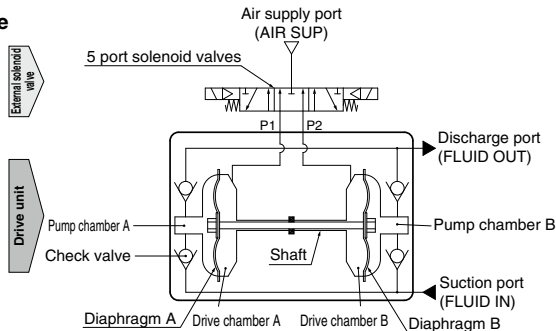 e
Air supply port
(AIR SUP)
5 port solenoid valves
External solenoid
valve
P1 P2
Discharge port
(FLUID OUT)
Drive unit
Pump chamber A
Pump chamber B
Check valve
Shaft
Suction port
(FLUID IN)
Diaphragm A Drive chamber A Drive chamber B Diaphragm B